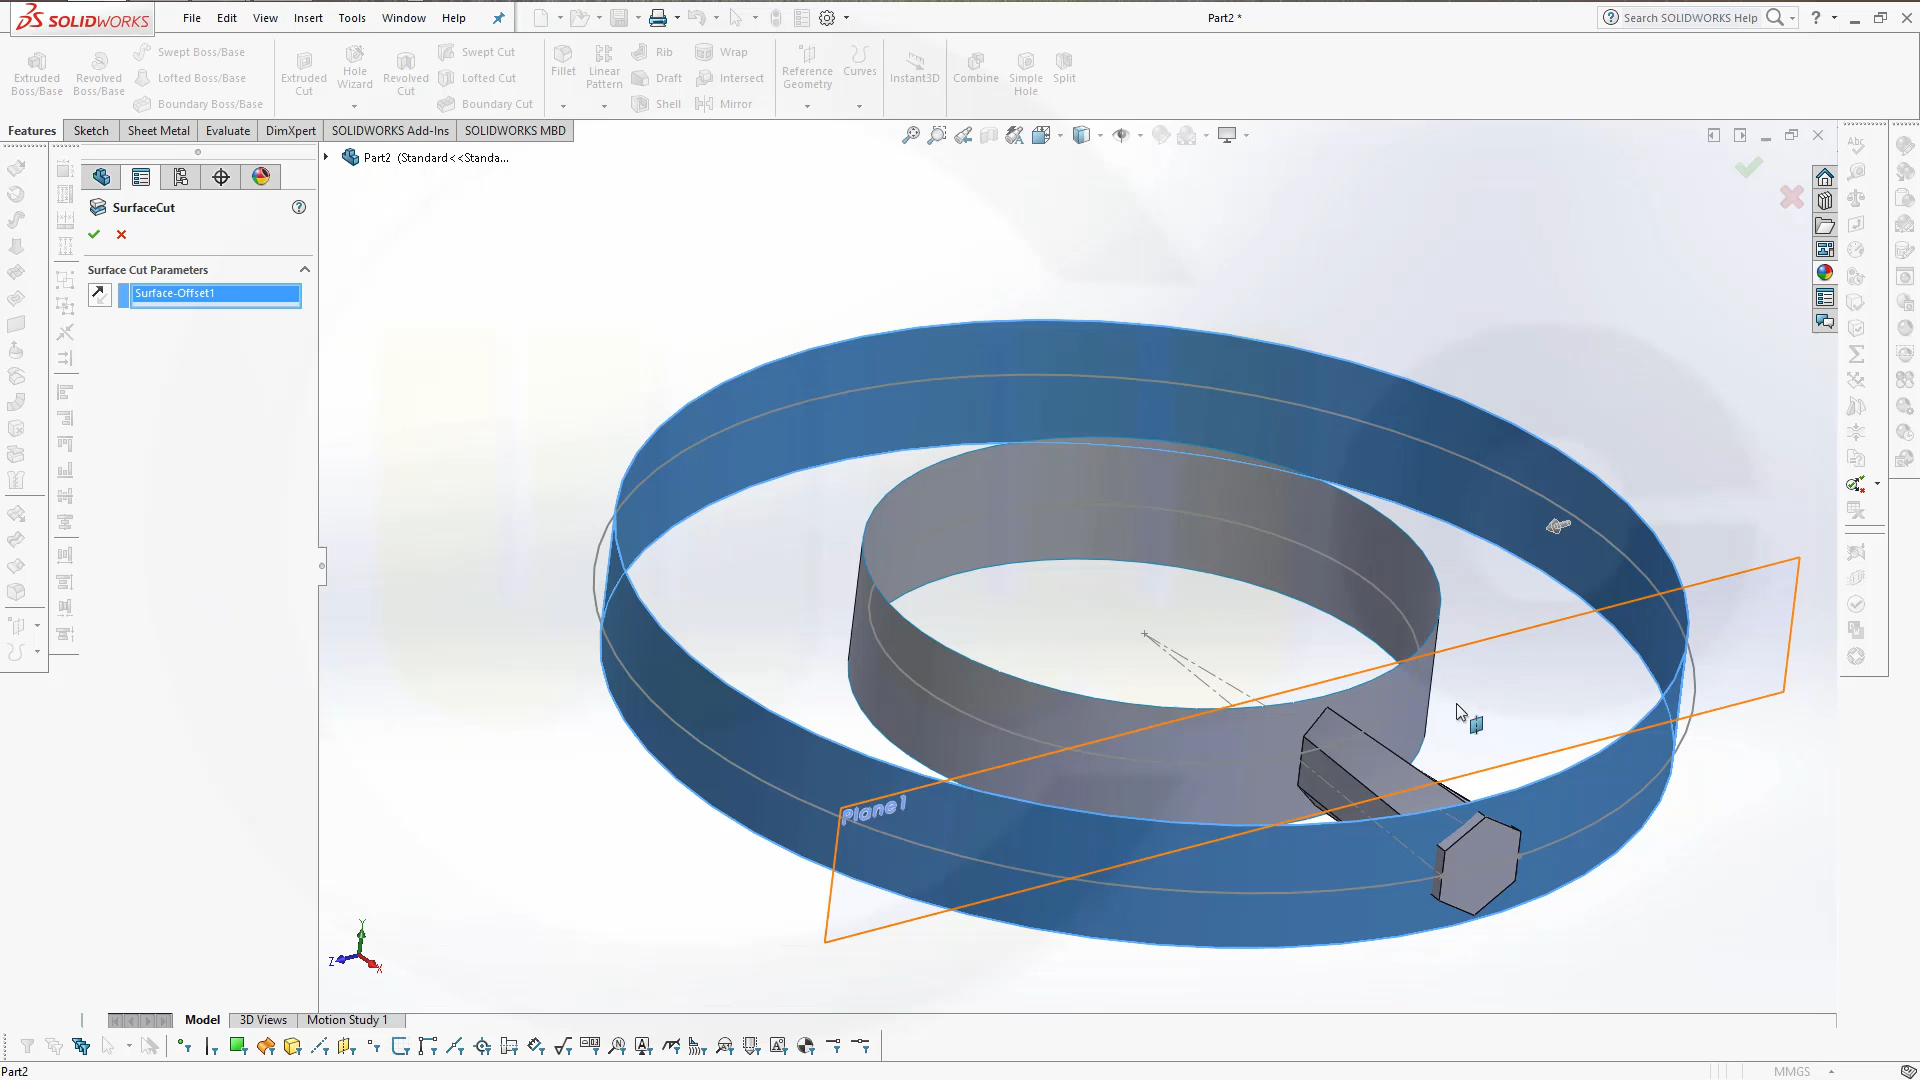 SOLIDWORKS
File Edit View Insert Tools Window Help
Part2 *
Search SOLIDWORKS Help
Extruded Boss/Base
Revolved Boss/Base
Swept Boss/Base
Lofted Boss/Base
Boundary Boss/Base
Extruded Cut
Hole Wizard
Revolved Cut
Swept Cut
Lofted Cut
Boundary Cut
Fillet
Linear Pattern
Rib
Draft
Shell
Wrap
Intersect
Mirror
Reference Geometry
Curves
Instant3D
Combine
Simple Hole
Split
Features Sketch Sheet Metal Evaluate DimXpert SOLIDWORKS Add-Ins SOLIDWORKS MBD
Part2 (Standard<<Standa...
SurfaceCut
Surface Cut Parameters
Surface-Offset1
Plane1
Y
Z
X
Model 3D Views Motion Study 1
Part2
MMGS